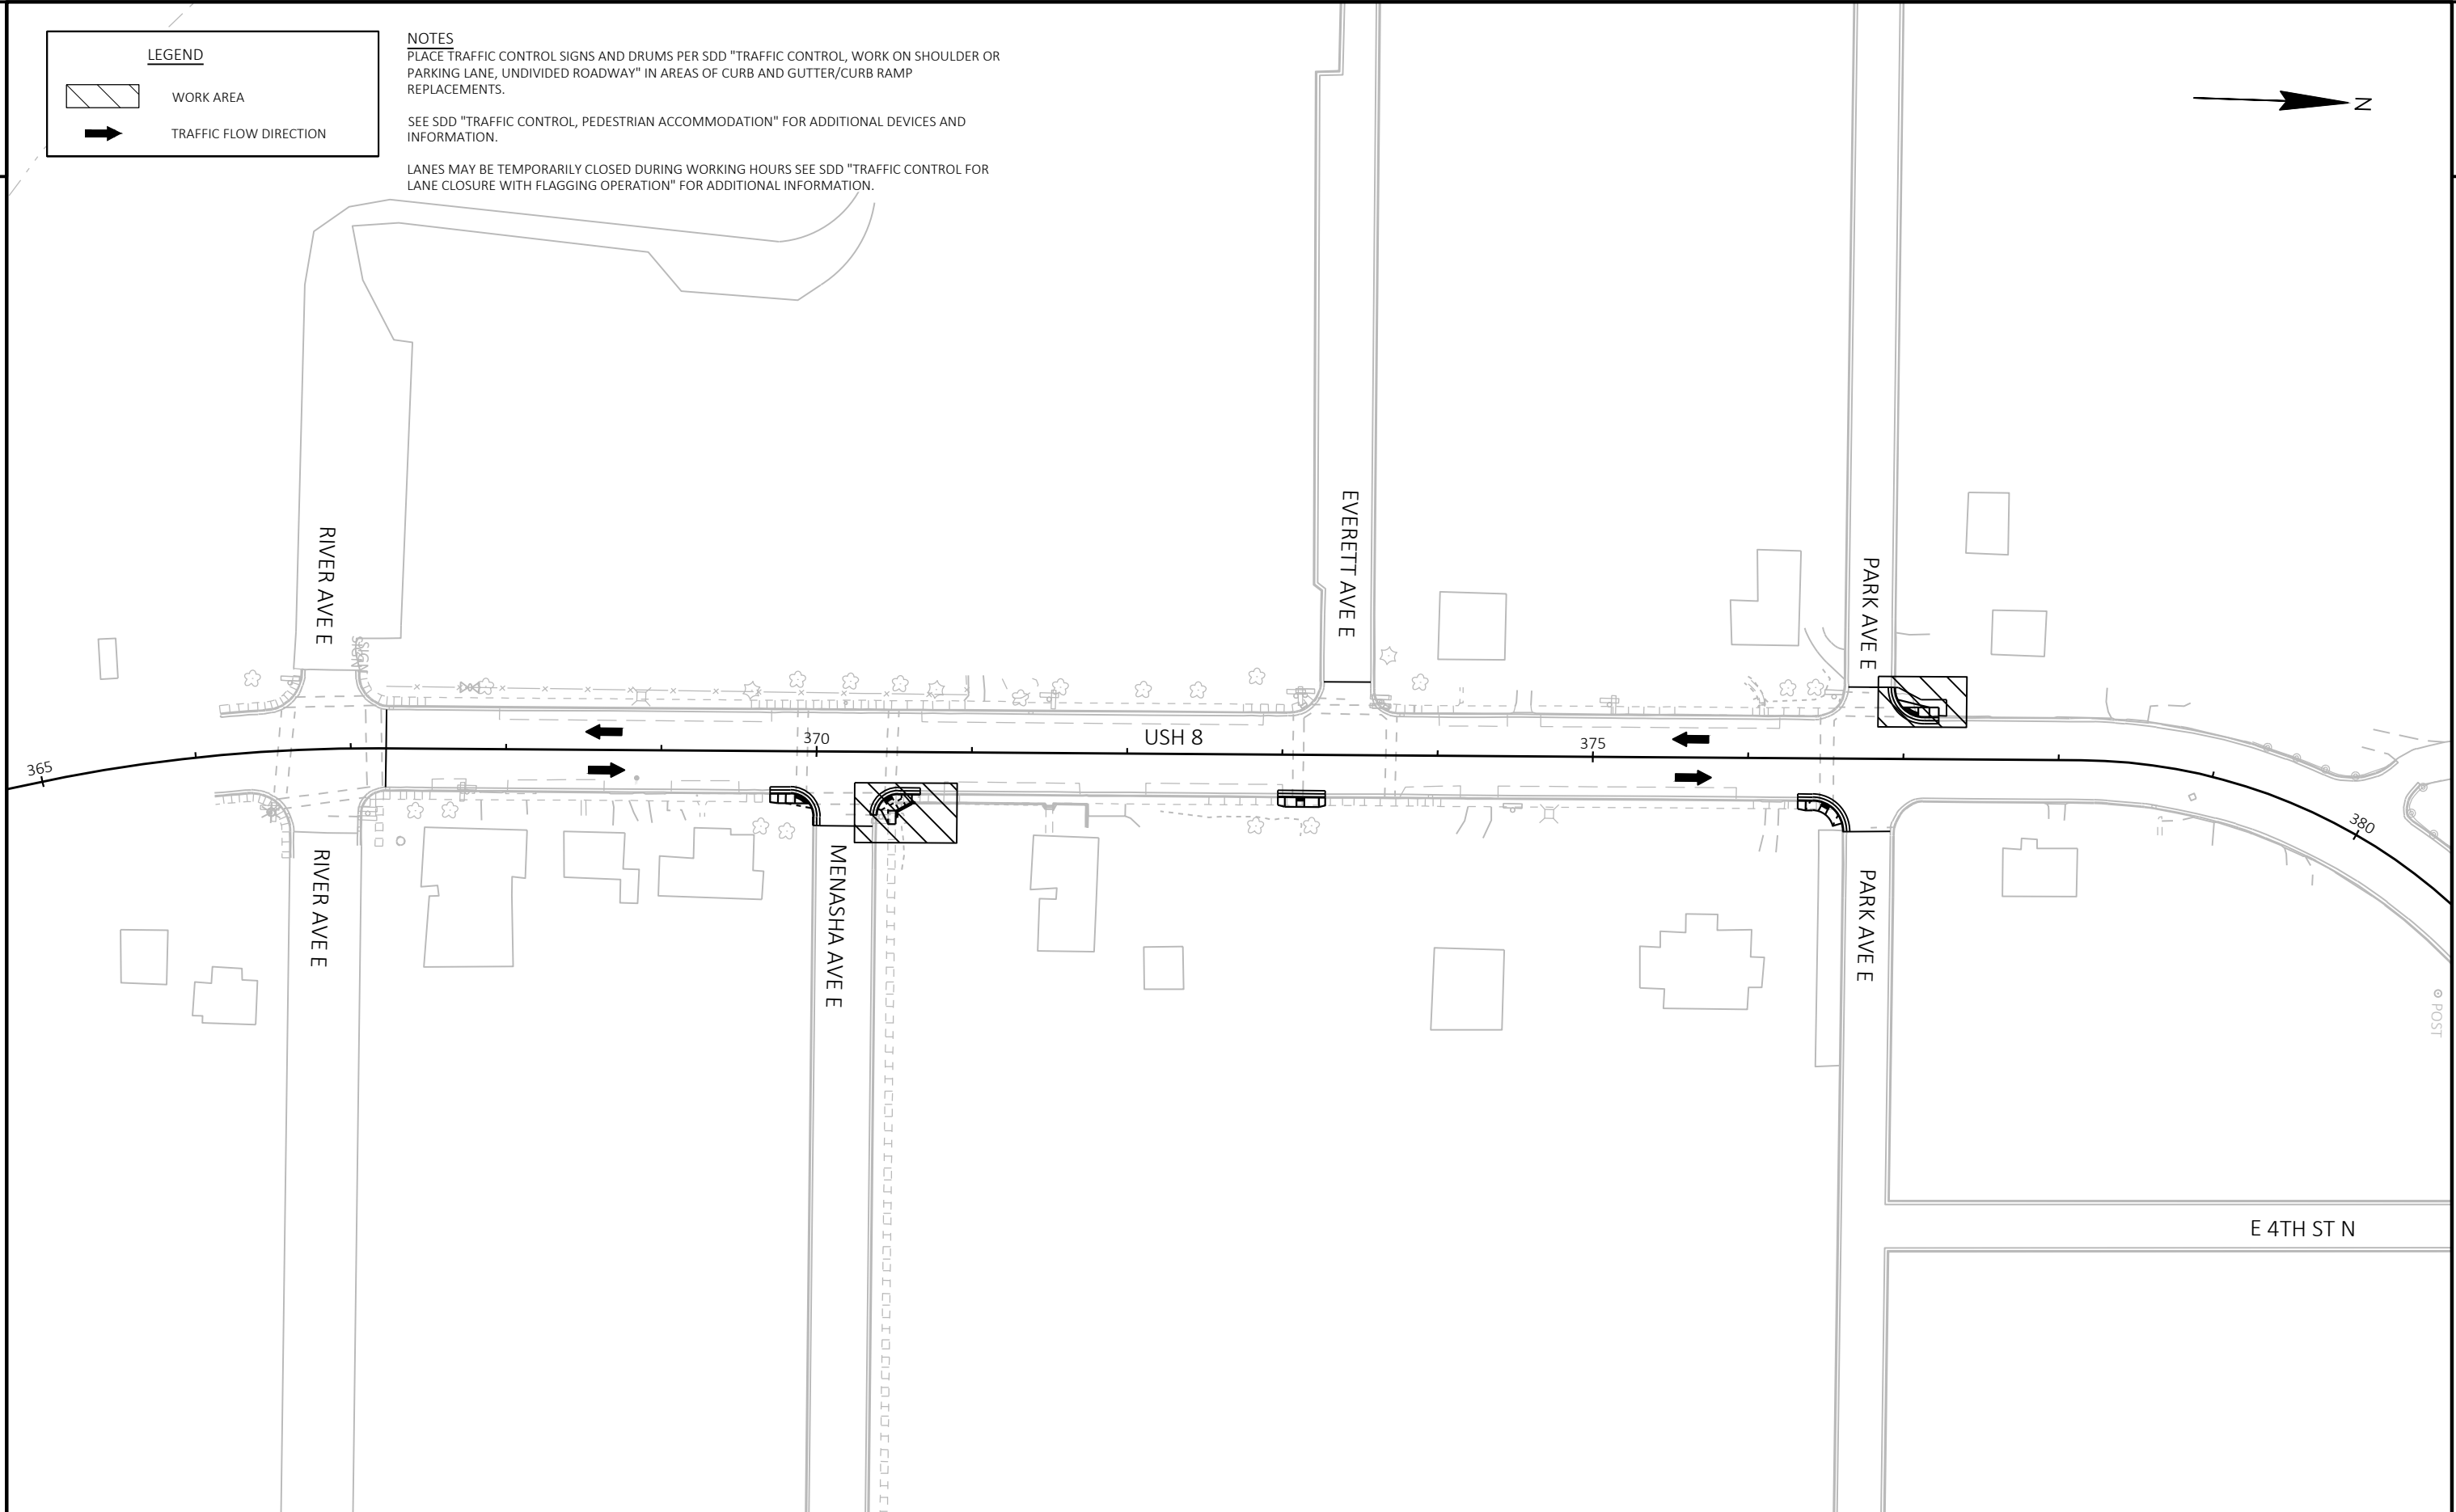 LEGEND
WORK AREA
TRAFFIC FLOW DIRECTION
NOTES
PLACE TRAFFIC CONTROL SIGNS AND DRUMS PER SDD "TRAFFIC CONTROL, WORK ON SHOULDER OR
PARKING LANE, UNDIVIDED ROADWAY" IN AREAS OF CURB AND GUTTER/CURB RAMP
REPLACEMENTS.
SEE SDD "TRAFFIC CONTROL, PEDESTRIAN ACCOMMODATION" FOR ADDITIONAL DEVICES AND
INFORMATION.
LANES MAY BE TEMPORARILY CLOSED DURING WORKING HOURS SEE SDD "TRAFFIC CONTROL FOR
LANE CLOSURE WITH FLAGGING OPERATION" FOR ADDITIONAL INFORMATION.
N
RIVER AVE E
EVERETT AVE E
PARK AVE E
SIGN
SIGN
365
370
USH 8
375
380
RIVER AVE E
MENASHA AVE E
PARK AVE E
POST
E 4TH ST N